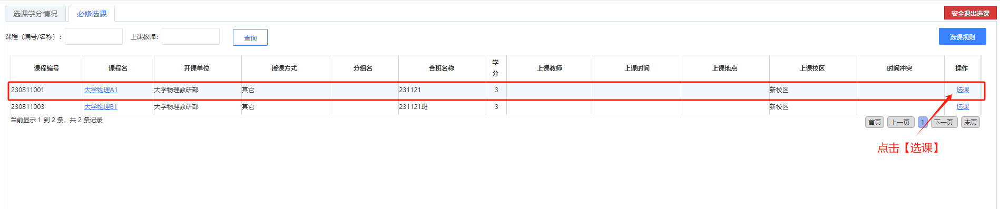 选课学分情况 必修选课 安全退出选课
课程（编号/名称）： 上课教师： 查询 选课规则
课程编号 课程名 开课单位 授课方式 分组名 合班名称 学分 上课教师 上课时间 上课地点 上课校区 时间冲突 操作
230811001 大学物理A1 大学物理教研部 其它 231121 3 新校区 选课
230811003 大学物理B1 大学物理教研部 其它 231121班 3 新校区 选课
当前显示 1 到 2 条，共 2 条记录 首页 上一页 1 下一页 末页
点击【选课】